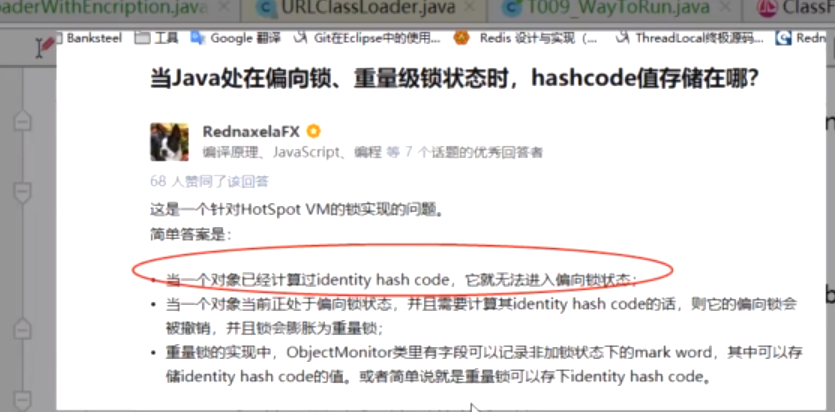 aderWithEncription.java
URLClassLoader.java
T009_WayToRun.java
ClassF
Banksteel 工具 Google 翻译 Git在Eclipse中的使用... Redis 设计与实现（... ThreadLocal终极源码... Redn
当Java处在偏向锁、重量级锁状态时，hashcode值存储在哪？
RednaxelaFX
编译原理、JavaScript、编程 等 7 个话题的优秀回答者
68 人赞同了该回答
这是一个针对HotSpot VM的锁实现的问题。
简单答案是：
• 当一个对象已经计算过identity hash code，它就无法进入偏向锁状态；
• 当一个对象当前正处于偏向锁状态，并且需要计算其identity hash code的话，则它的偏向锁会
被撤销，并且锁会膨胀为重量锁；
• 重量锁的实现中，ObjectMonitor类里有字段可以记录非加锁状态下的mark word，其中可以存
储identity hash code的值。或者简单说就是重量锁可以存下identity hash code。